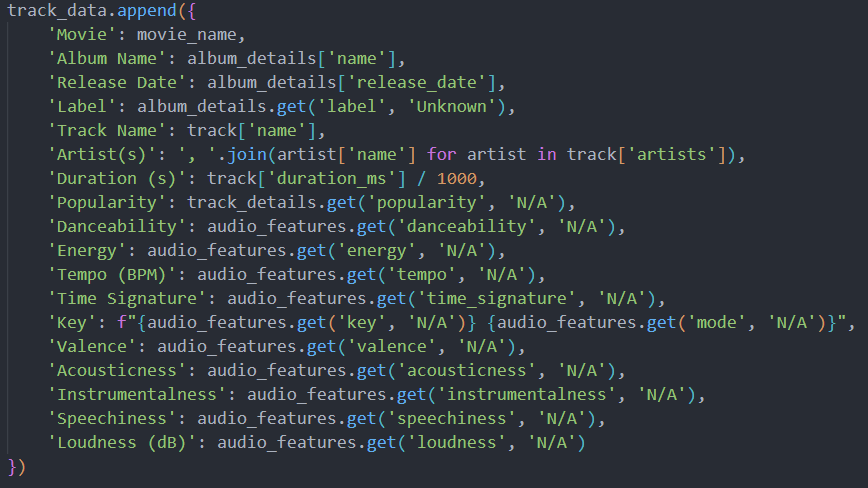 track_data.append({
    'Movie': movie_name,
    'Album Name': album_details['name'],
    'Release Date': album_details['release_date'],
    'Label': album_details.get('label', 'Unknown'),
    'Track Name': track['name'],
    'Artist(s)': ', '.join(artist['name'] for artist in track['artists']),
    'Duration (s)': track['duration_ms'] / 1000,
    'Popularity': track_details.get('popularity', 'N/A'),
    'Danceability': audio_features.get('danceability', 'N/A'),
    'Energy': audio_features.get('energy', 'N/A'),
    'Tempo (BPM)': audio_features.get('tempo', 'N/A'),
    'Time Signature': audio_features.get('time_signature', 'N/A'),
    'Key': f"{audio_features.get('key', 'N/A')} {audio_features.get('mode', 'N/A')}",
    'Valence': audio_features.get('valence', 'N/A'),
    'Acousticness': audio_features.get('acousticness', 'N/A'),
    'Instrumentalness': audio_features.get('instrumentalness', 'N/A'),
    'Speechiness': audio_features.get('speechiness', 'N/A'),
    'Loudness (dB)': audio_features.get('loudness', 'N/A')
})